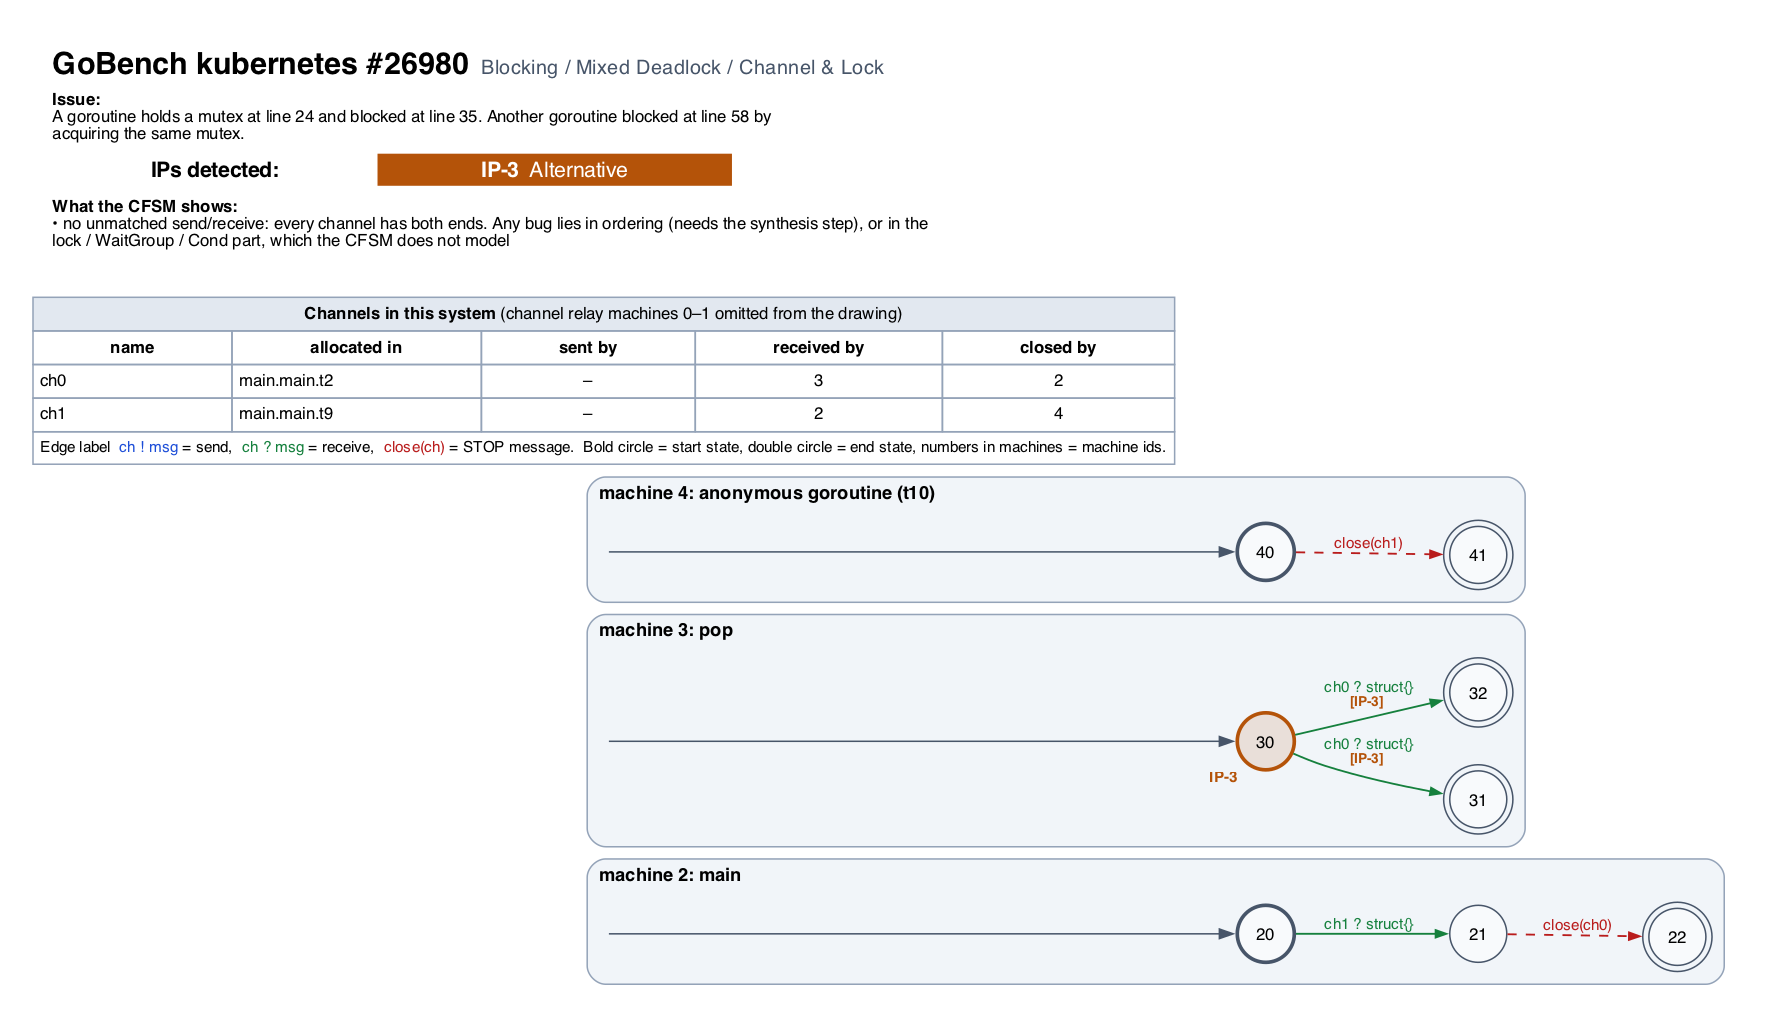 GoBench kubernetes #26980 Blocking / Mixed Deadlock / Channel & Lock
Issue:
A goroutine holds a mutex at line 24 and blocked at line 35. Another goroutine blocked at line 58 by
acquiring the same mutex.
IPs detected: IP-3 Alternative
What the CFSM shows:
• no unmatched send/receive: every channel has both ends. Any bug lies in ordering (needs the synthesis step), or in the
lock / WaitGroup / Cond part, which the CFSM does not model
Channels in this system (channel relay machines 0–1 omitted from the drawing)
name allocated in sent by received by closed by
ch0 main.main.t2 – 3 2
ch1 main.main.t9 – 2 4
Edge label ch ! msg = send, ch ? msg = receive, close(ch) = STOP message. Bold circle = start state, double circle = end state, numbers in machines = machine ids.
machine 4: anonymous goroutine (t10)
40
close(ch1)
41
machine 3: pop
ch0 ? struct{}
[IP-3]
32
30
IP-3
ch0 ? struct{}
[IP-3]
31
machine 2: main
20
ch1 ? struct{}
21
close(ch0)
22